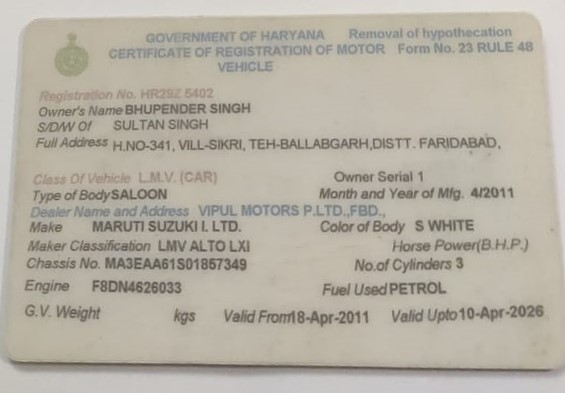 GOVERNMENT OF HARYANA Removal of hypothecation
CERTIFICATE OF REGISTRATION OF MOTOR Form No. 23 RULE 48
VEHICLE
Registration No. HR29Z 5402
Owner's Name BHUPENDER SINGH
S/D/W Of SULTAN SINGH
Full Address H.NO-341, VILL-SIKRI, TEH-BALLABGARH,DISTT. FARIDABAD,
Class Of Vehicle L.M.V. (CAR) Owner Serial 1
Type of Body SALOON Month and Year of Mfg. 4/2011
Dealer Name and Address VIPUL MOTORS P.LTD.,FBD.,
Make MARUTI SUZUKI I. LTD. Color of Body S WHITE
Maker Classification LMV ALTO LXI Horse Power(B.H.P.)
Chassis No. MA3EAA61S01857349 No.of Cylinders 3
Engine F8DN4626033 Fuel Used PETROL
G.V. Weight kgs Valid From 18-Apr-2011 Valid Upto 10-Apr-2026